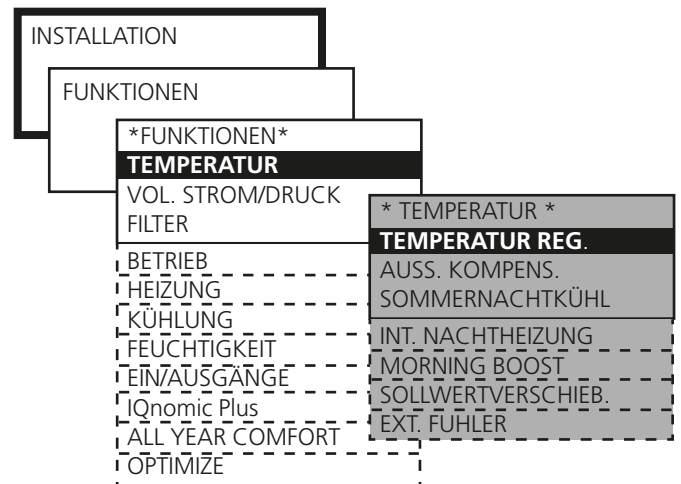 INSTALLATION
FUNKTIONEN
*FUNKTIONEN*
TEMPERATUR
VOL. STROM/DRUCK
FILTER
BETRIEB
HEIZUNG
KÜHLUNG
FEUCHTIGKEIT
EIN/AUSGÄNGE
IQnomic Plus
ALL YEAR COMFORT
OPTIMIZE
* TEMPERATUR *
TEMPERATUR REG.
AUSS. KOMPENS.
SOMMERNACHTKÜHL
INT. NACHTHEIZUNG
MORNING BOOST
SOLLWERTVERSCHIEB.
EXT. FUHLER